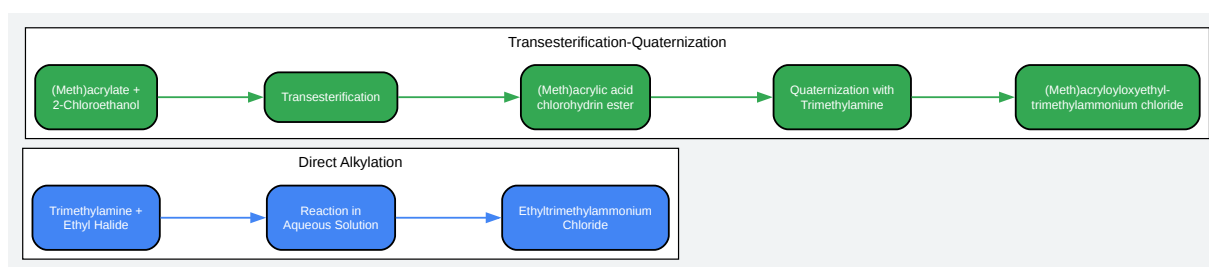 Transesterification-Quaternization
(Meth)acrylate +
2-Chloroethanol
Transesterification
(Meth)acrylic acid
chlorohydrin ester
Quaternization with
Trimethylamine
(Meth)acryloyloxyethyl-
trimethylammonium chloride
Direct Alkylation
Trimethylamine +
Ethyl Halide
Reaction in
Aqueous Solution
Ethyltrimethylammonium
Chloride